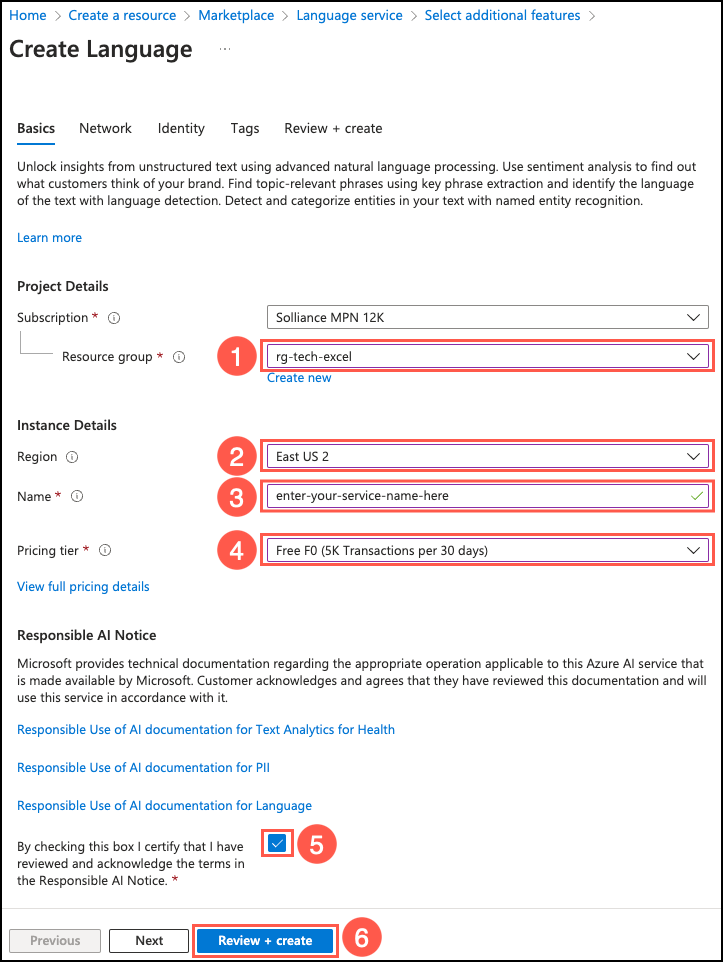 Home > Create a resource > Marketplace > Language service > Select additional features >
Create Language ...
Basics Network Identity Tags Review + create
Unlock insights from unstructured text using advanced natural language processing. Use sentiment analysis to find out
what customers think of your brand. Find topic-relevant phrases using key phrase extraction and identify the language
of the text with language detection. Detect and categorize entities in your text with named entity recognition.
Learn more
Project Details
Subscription * Solliance MPN 12K
Resource group * 1 rg-tech-excel
Create new
Instance Details
Region 2 East US 2
Name * 3 enter-your-service-name-here
Pricing tier * 4 Free F0 (5K Transactions per 30 days)
View full pricing details
Responsible AI Notice
Microsoft provides technical documentation regarding the appropriate operation applicable to this Azure AI service that
is made available by Microsoft. Customer acknowledges and agrees that they have reviewed this documentation and will
use this service in accordance with it.
Responsible Use of AI documentation for Text Analytics for Health
Responsible Use of AI documentation for PII
Responsible Use of AI documentation for Language
By checking this box I certify that I have
reviewed and acknowledge the terms in
the Responsible AI Notice. *
5
Previous Next Review + create 6